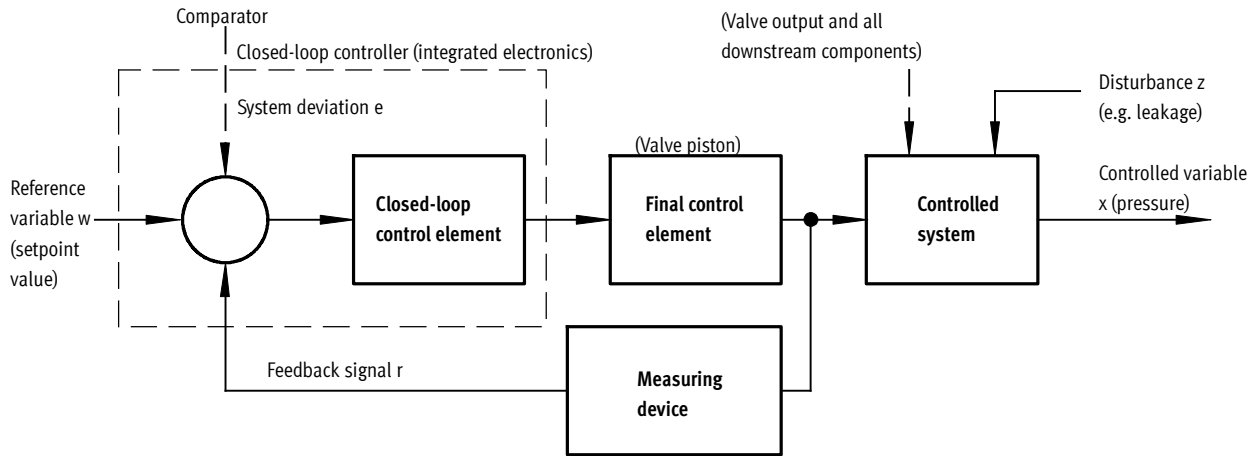 Comparator
Closed-loop controller (integrated electronics)
System deviation e
(Valve output and all
downstream components)
Disturbance z
(e.g. leakage)
(Valve piston)
Reference
variable w
(setpoint
value)
Closed-loop
control element
Final control
element
Controlled
system
Controlled variable
x (pressure)
Feedback signal r
Measuring
device